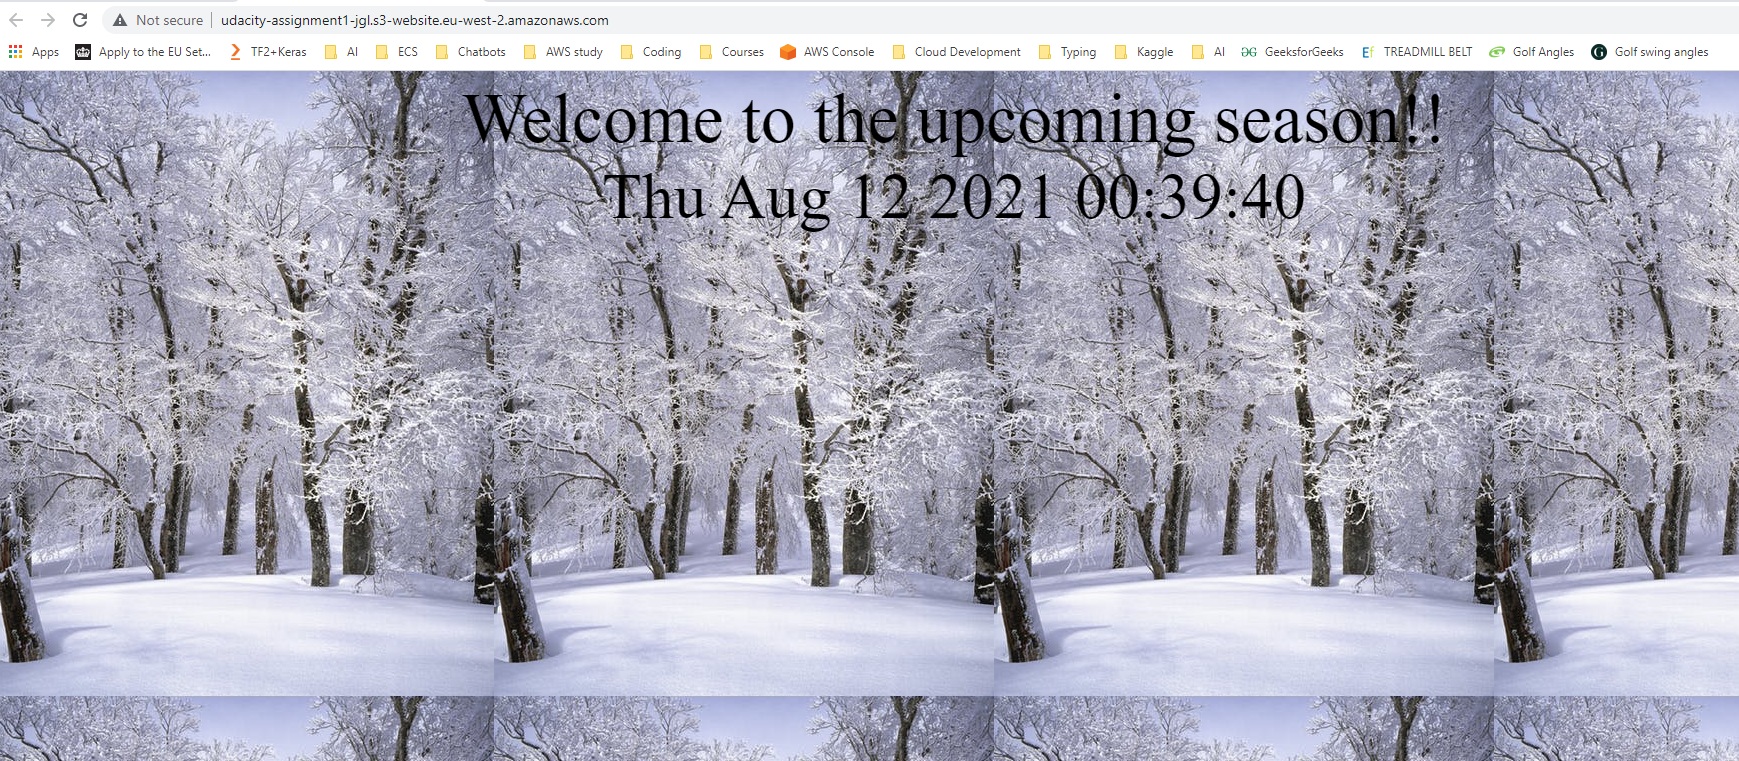 Not secure udacity-assignment1-jgl.s3-website.eu-west-2.amazonaws.com
Apps Apply to the EU Set... TF2+Keras AI ECS Chatbots AWS study Coding Courses AWS Console Cloud Development Typing Kaggle AI GeeksforGeeks Ef TREADMILL BELT Golf Angles G Golf swing angles
Welcome to the upcoming season!!
Thu Aug 12 2021 00:39:40